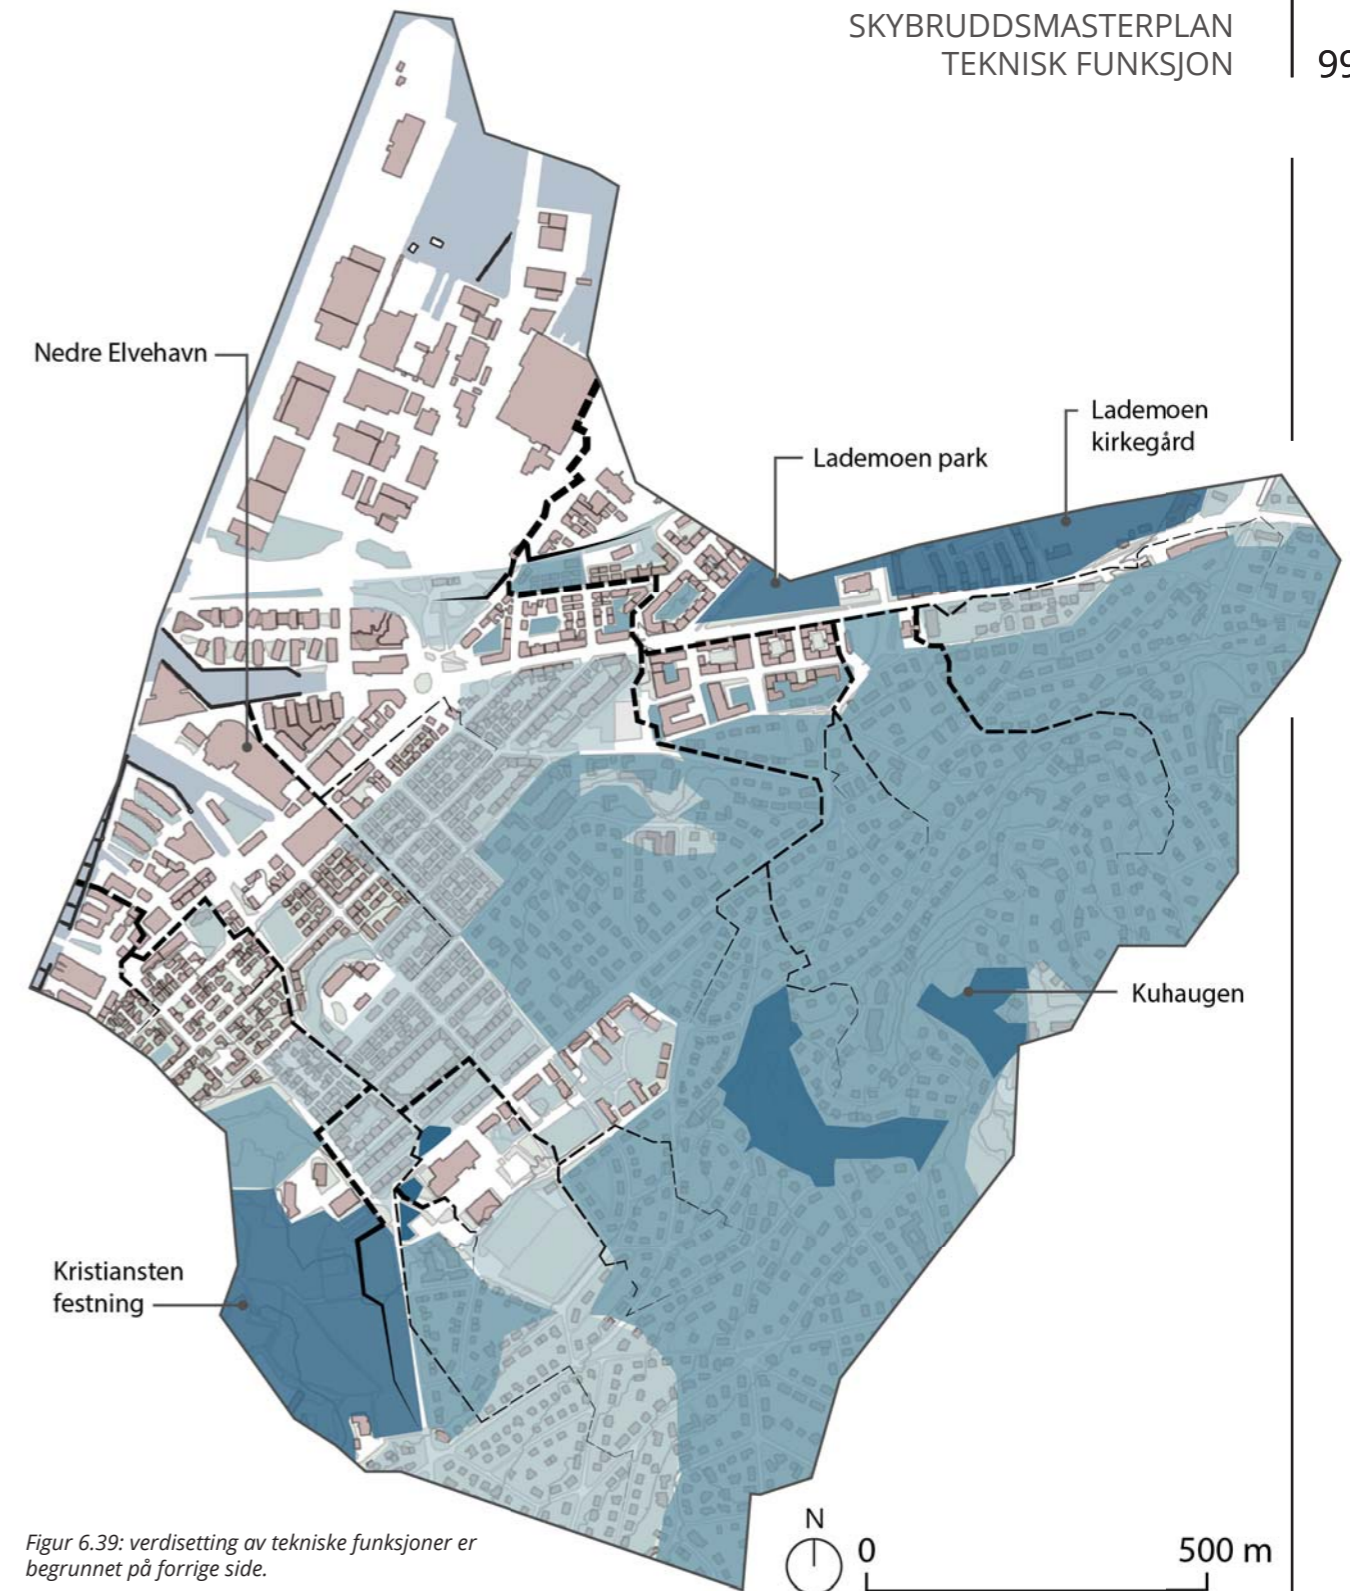 SKYBRUDDSMASTERPLAN
TEKNISK FUNKSJON
99
Nedre Elvehavn
Lademoen
kirkegård
Lademoen park
Kuhaugen
Kristiansten
festning
Figur 6.39: verdisetting av tekniske funksjoner er
begrunnet på forrige side.
N
0
500 m